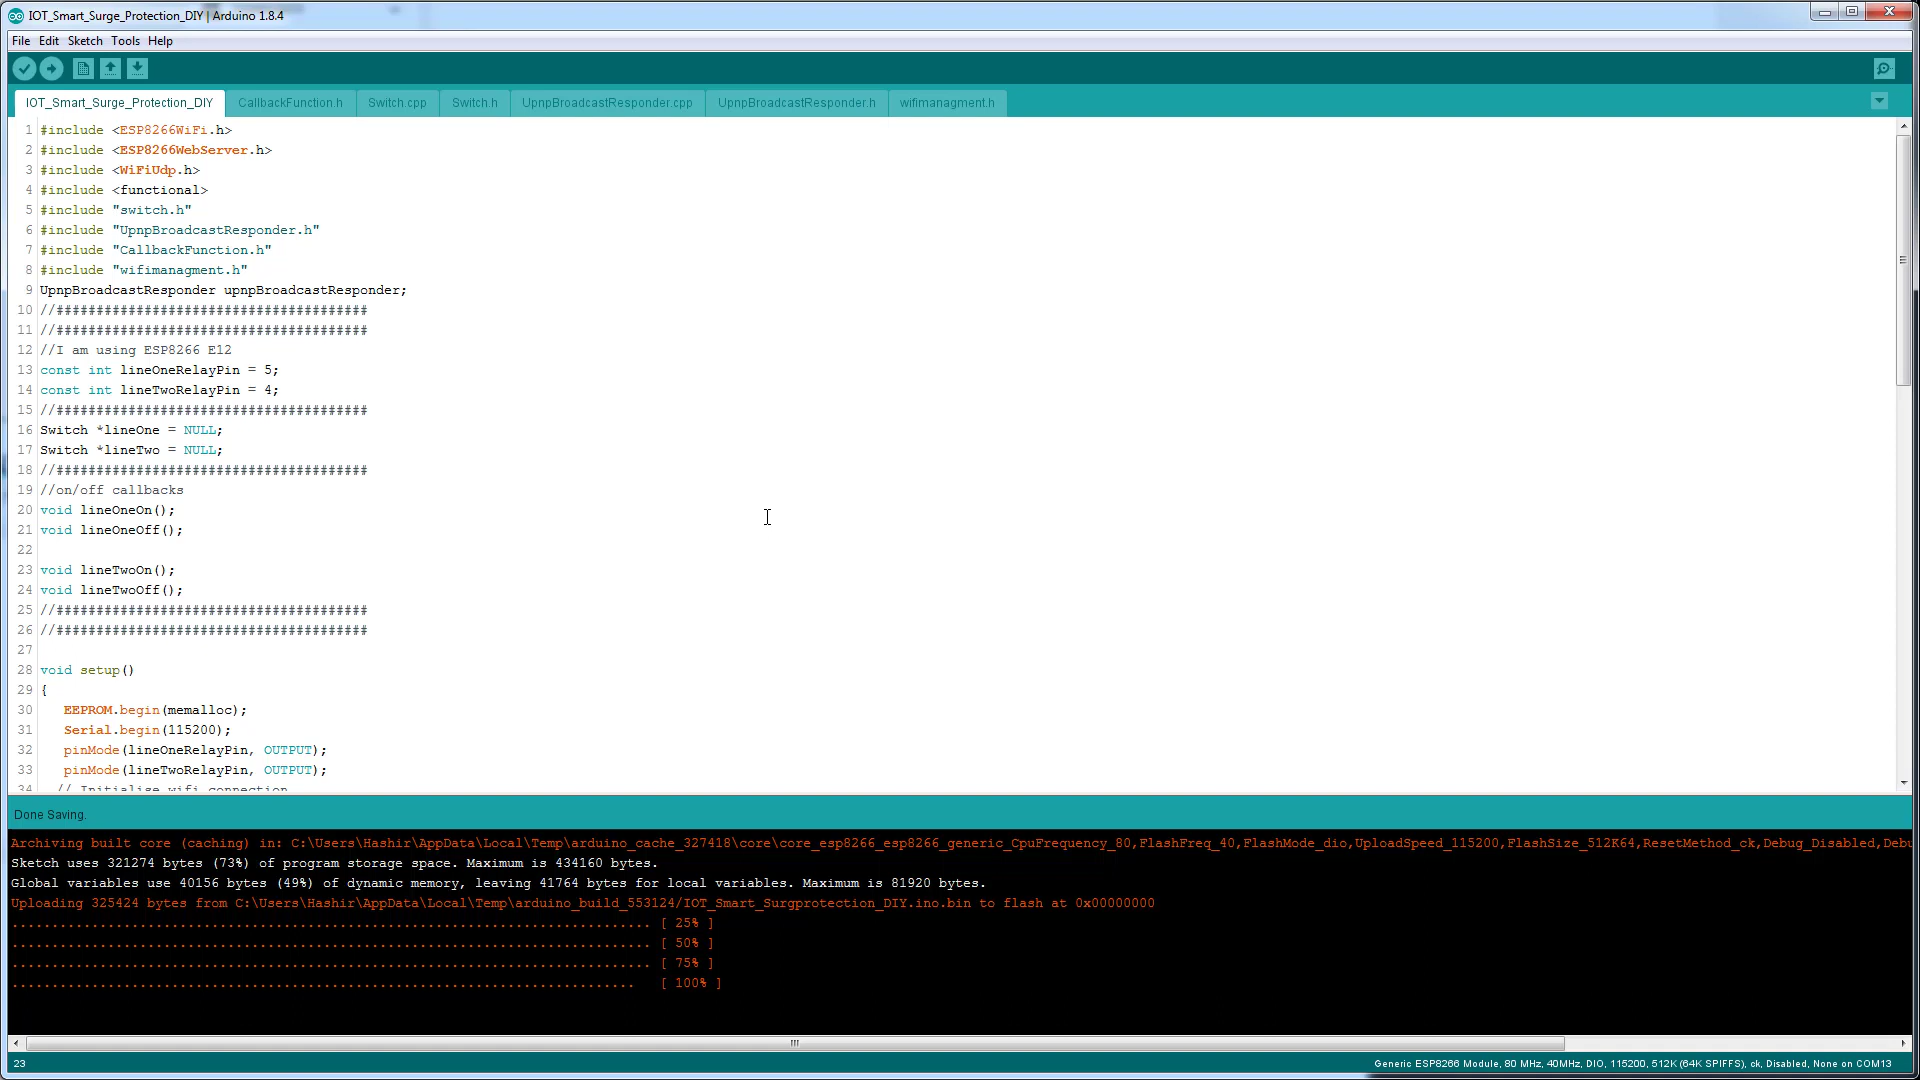 IOT_Smart_Surge_Protection_DIY | Arduino 1.8.4
File Edit Sketch Tools Help
IOT_Smart_Surge_Protection_DIY CallbackFunction.h Switch.cpp Switch.h UpnpBroadcastResponder.cpp UpnpBroadcastResponder.h wifimanagment.h
1 #include <ESP8266WiFi.h>
2 #include <ESP8266WebServer.h>
3 #include <WiFiUdp.h>
4 #include <functional>
5 #include "switch.h"
6 #include "UpnpBroadcastResponder.h"
7 #include "CallbackFunction.h"
8 #include "wifimanagment.h"
9 UpnpBroadcastResponder upnpBroadcastResponder;
10 //#######################################
11 //#######################################
12 //I am using ESP8266 E12
13 const int lineOneRelayPin = 5;
14 const int lineTwoRelayPin = 4;
15 //#######################################
16 Switch *lineOne = NULL;
17 Switch *lineTwo = NULL;
18 //#######################################
19 //on/off callbacks
20 void lineOneOn();
21 void lineOneOff();
22
23 void lineTwoOn();
24 void lineTwoOff();
25 //#######################################
26 //#######################################
27
28 void setup()
29 {
30 EEPROM.begin(memalloc);
31 Serial.begin(115200);
32 pinMode(lineOneRelayPin, OUTPUT);
33 pinMode(lineTwoRelayPin, OUTPUT);
34 // Initialise wifi connection
Done Saving.
Archiving built core (caching) in: C:\Users\Hashir\AppData\Local\Temp\arduino_cache_327418\core\core_esp8266_esp8266_generic_CpuFrequency_80,FlashFreq_40,FlashMode_dio,UploadSpeed_115200,FlashSize_512K64,ResetMethod_ck,Debug_Disabled,Debu
Sketch uses 321274 bytes (73%) of program storage space. Maximum is 434160 bytes.
Global variables use 40156 bytes (49%) of dynamic memory, leaving 41764 bytes for local variables. Maximum is 81920 bytes.
Uploading 325424 bytes from C:\Users\Hashir\AppData\Local\Temp\arduino_build_553124/IOT_Smart_Surgprotection_DIY.ino.bin to flash at 0x00000000
................................................................................ [ 25% ]
................................................................................ [ 50% ]
................................................................................ [ 75% ]
.............................................................................. [ 100% ]
23 Generic ESP8266 Module, 80 MHz, 40MHz, DIO, 115200, 512K (64K SPIFFS), ck, Disabled, None on COM13